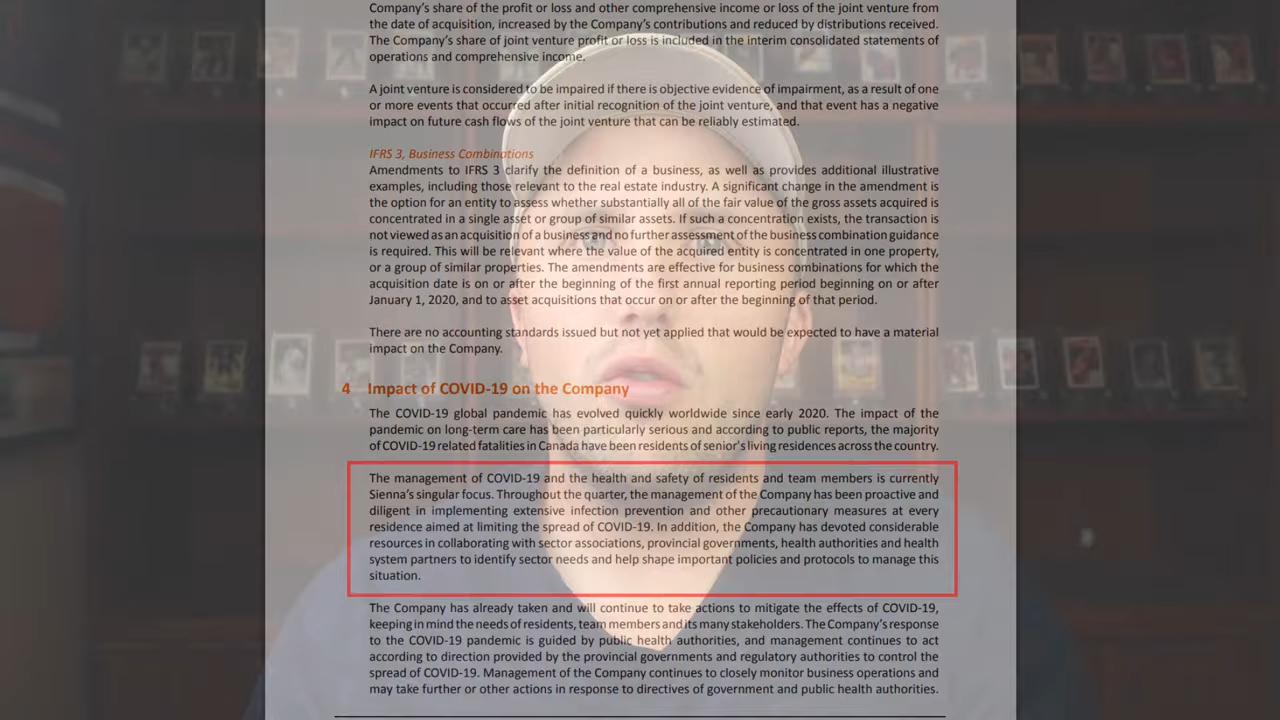 Company's share of the profit or loss and other comprehensive income or loss of the joint venture from
the date of acquisition, increased by the Company's contributions and reduced by distributions received.
The Company's share of joint venture profit or loss is included in the interim consolidated statements of
operations and comprehensive income.
A joint venture is considered to be impaired if there is objective evidence of impairment, as a result of one
or more events that occurred after initial recognition of the joint venture, and that event has a negative
impact on future cash flows of the joint venture that can be reliably estimated.
IFRS 3, Business Combinations
Amendments to IFRS 3 clarify the definition of a business, as well as provides additional illustrative
examples, including those relevant to the real estate industry. A significant change in the amendment is
the option for an entity to assess whether substantially all of the fair value of the gross assets acquired is
concentrated in a single asset or group of similar assets. If such a concentration exists, the transaction is
not viewed as an acquisition of a business and no further assessment of the business combination guidance
is required. This will be relevant where the value of the acquired entity is concentrated in one property,
or a group of similar properties. The amendments are effective for business combinations for which the
acquisition date is on or after the beginning of the first annual reporting period beginning on or after
January 1, 2020, and to asset acquisitions that occur on or after the beginning of that period.
There are no accounting standards issued but not yet applied that would be expected to have a material
impact on the Company.
4 Impact of COVID-19 on the Company
The COVID-19 global pandemic has evolved quickly worldwide since early 2020. The impact of the
pandemic on long-term care has been particularly serious and according to public reports, the majority
of COVID-19 related fatalities in Canada have been residents of senior's living residences across the country.
The management of COVID-19 and the health and safety of residents and team members is currently
Sienna's singular focus. Throughout the quarter, the management of the Company has been proactive and
diligent in implementing extensive infection prevention and other precautionary measures at every
residence aimed at limiting the spread of COVID-19. In addition, the Company has devoted considerable
resources in collaborating with sector associations, provincial governments, health authorities and health
system partners to identify sector needs and help shape important policies and protocols to manage this
situation.
The Company has already taken and will continue to take actions to mitigate the effects of COVID-19,
keeping in mind the needs of residents, team members and its many stakeholders. The Company's response
to the COVID-19 pandemic is guided by public health authorities, and management continues to act
according to direction provided by the provincial governments and regulatory authorities to control the
spread of COVID-19. Management of the Company continues to closely monitor business operations and
may take further or other actions in response to directives of government and public health authorities.